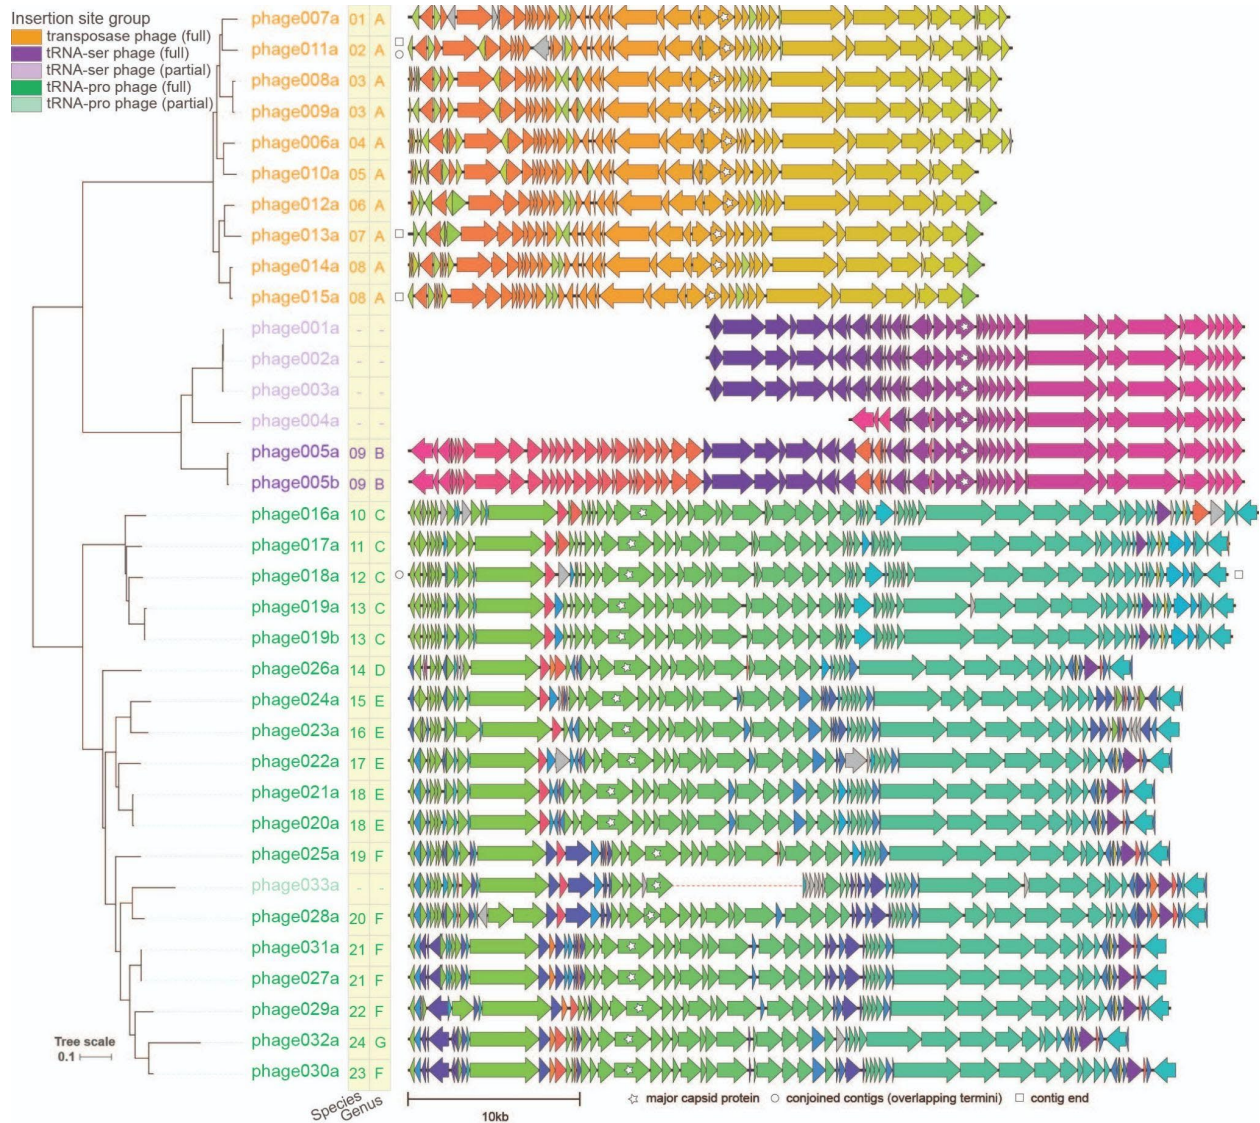 Insertion site group
transposase phage (full)
tRNA-ser phage (full)
tRNA-ser phage (partial)
tRNA-pro phage (full)
tRNA-pro phage (partial)
phage007a 01 A
phage011a 02 A
phage008a 03 A
phage009a 03 A
phage006a 04 A
phage010a 05 A
phage012a 06 A
phage013a 07 A
phage014a 08 A
phage015a 08 A
phage001a - -
phage002a - -
phage003a - -
phage004a - -
phage005a 09 B
phage005b 09 B
phage016a 10 C
phage017a 11 C
phage018a 12 C
phage019a 13 C
phage019b 13 C
phage026a 14 D
phage024a 15 E
phage023a 16 E
phage022a 17 E
phage021a 18 E
phage020a 18 E
phage025a 19 F
phage033a - -
phage028a 20 F
phage031a 21 F
phage027a 21 F
phage029a 22 F
phage032a 24 G
phage030a 23 F
Tree scale
0.1
Species
Genus
10kb
major capsid protein
conjoined contigs (overlapping termini)
contig end